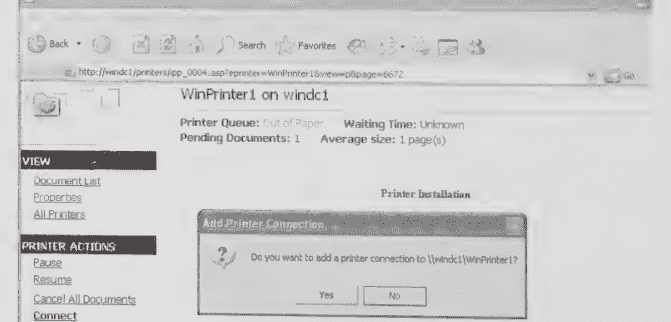 Back Search Favorites
http://windc1/printers/ipp_0004.asp?eprinter=WinPrinter1&view=p&page=6672 Go
WinPrinter1 on windc1
Printer Queue: Out of Paper Waiting Time: Unknown
Pending Documents: 1 Average size: 1 page(s)
VIEW
Document List
Properties
All Printers
Printer Installation
Add Printer Connection
Do you want to add a printer connection to \\windc1\WinPrinter1?
Yes No
PRINTER ACTIONS
Pause
Resume
Cancel All Documents
Connect